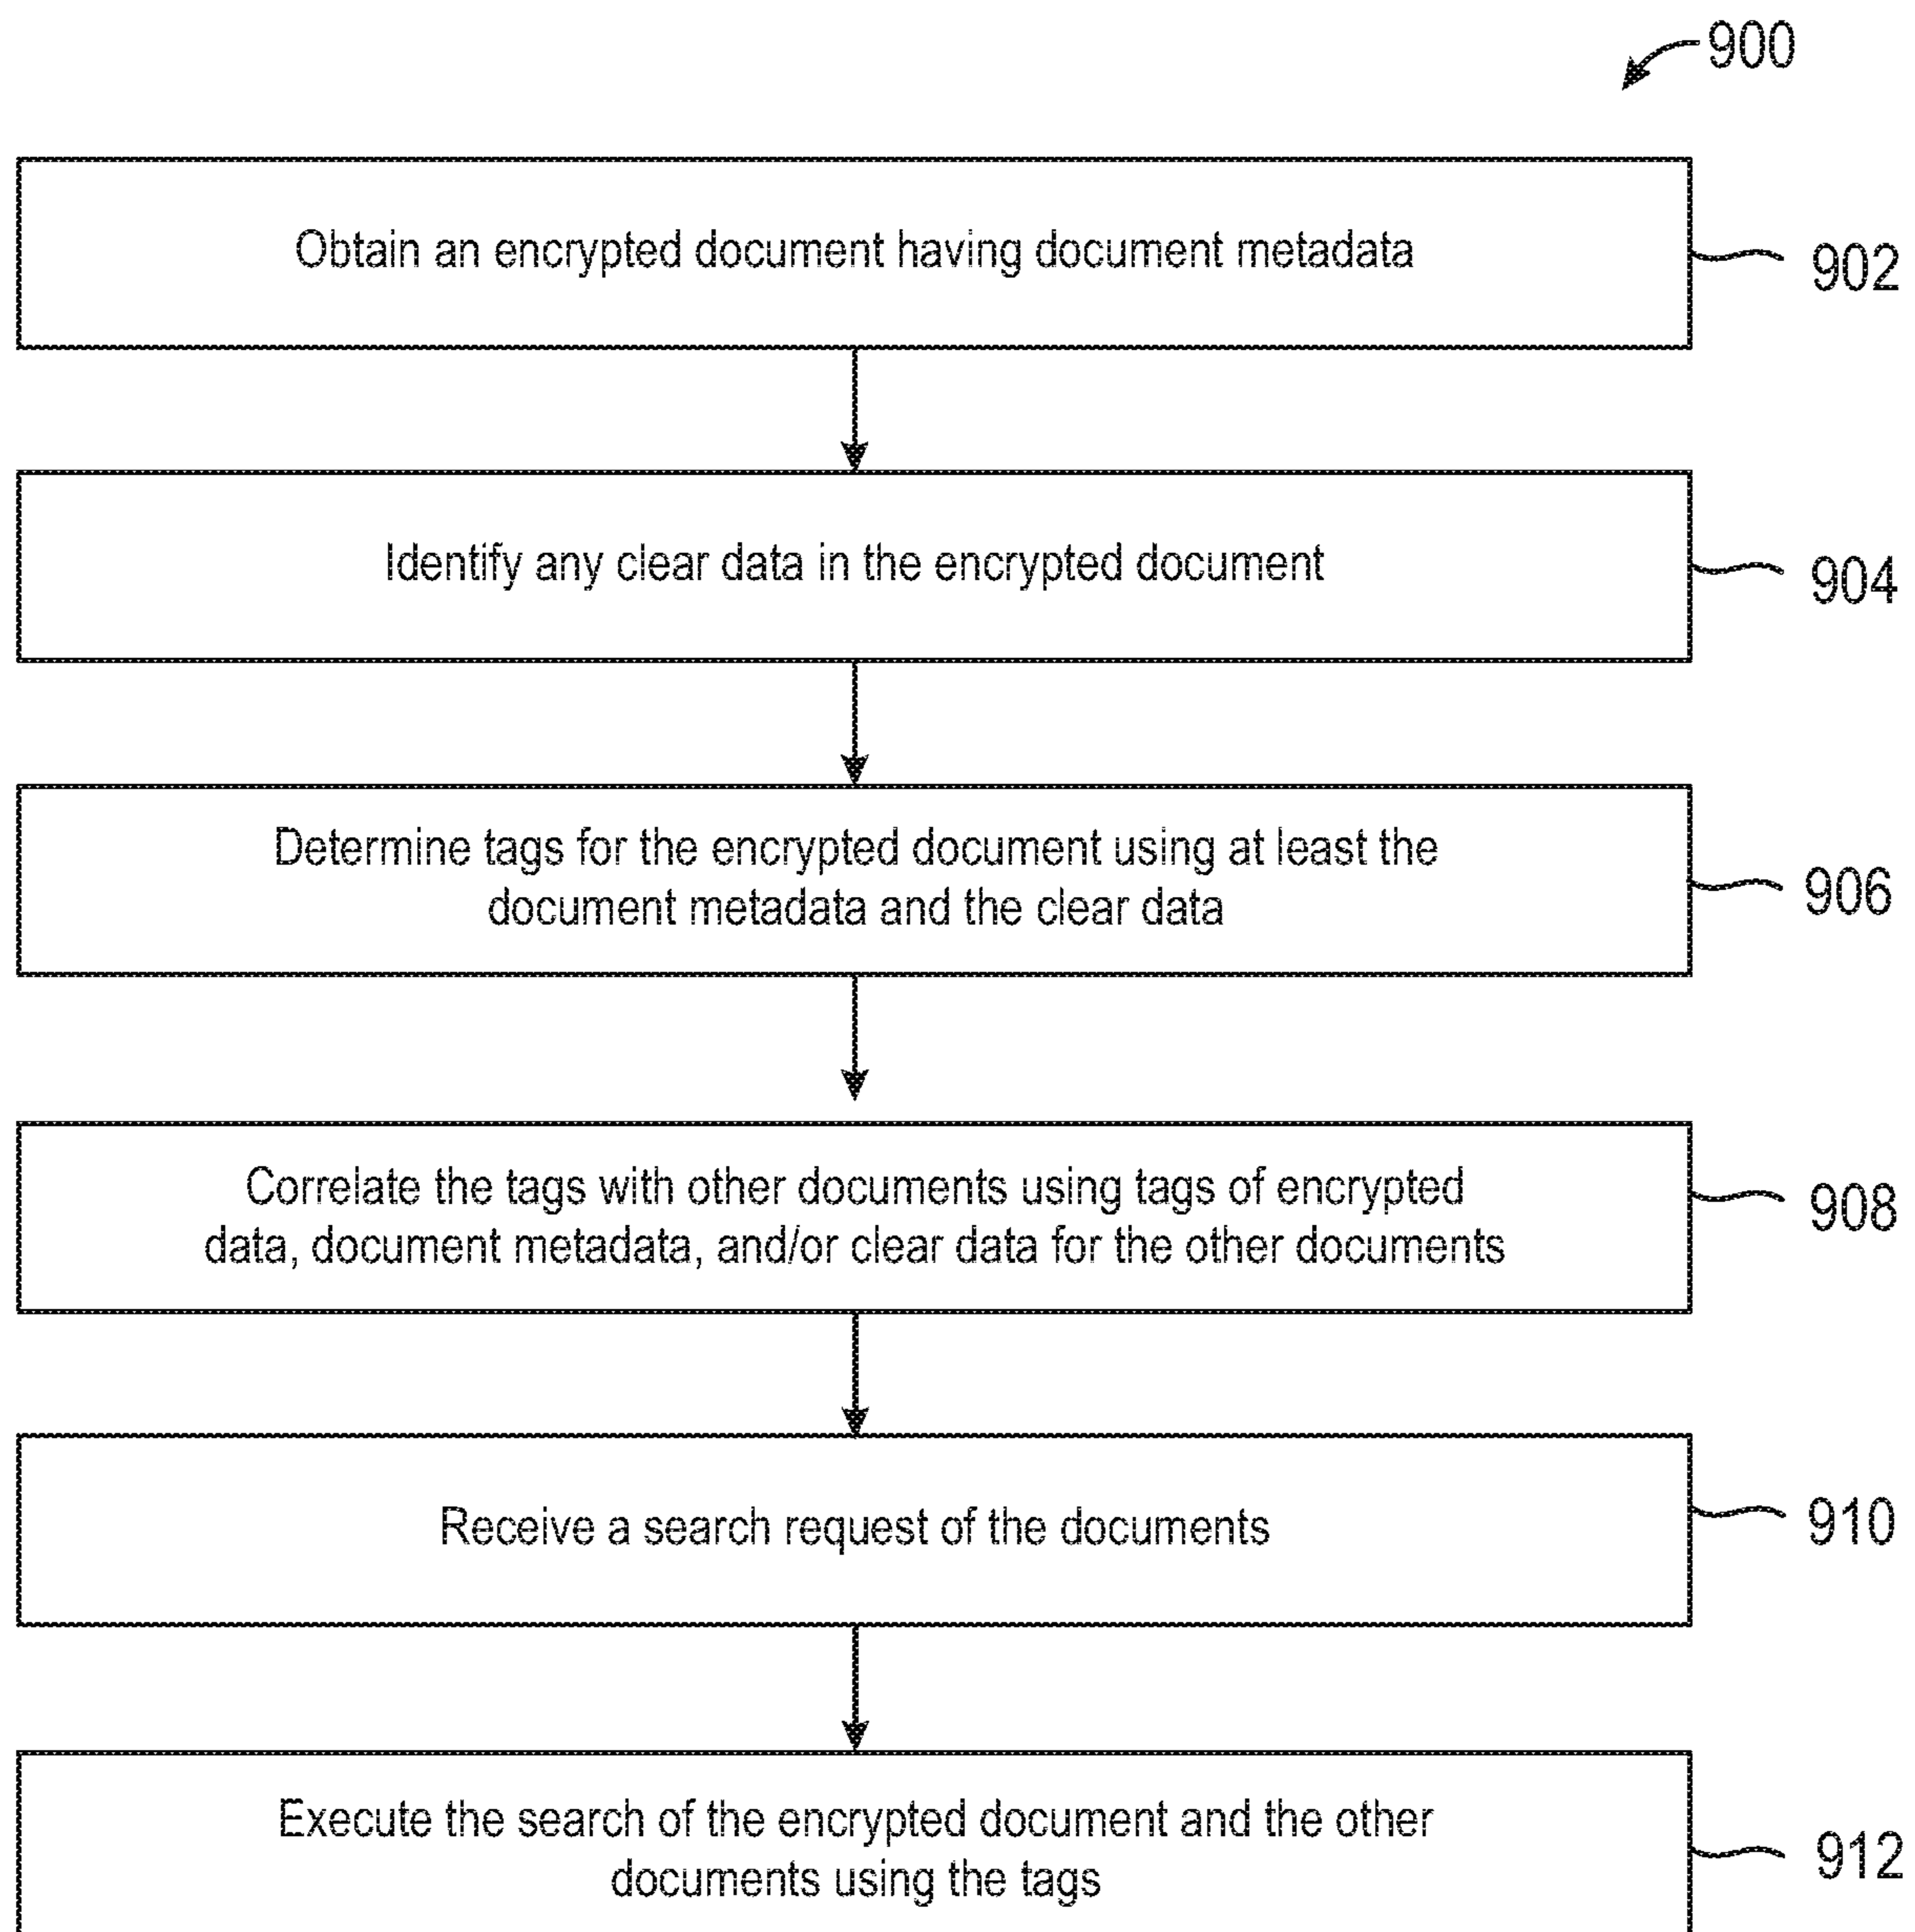 900
Obtain an encrypted document having document metadata
902
Identify any clear data in the encrypted document
904
Determine tags for the encrypted document using at least the
document metadata and the clear data
906
Correlate the tags with other documents using tags of encrypted
data, document metadata, and/or clear data for the other documents
908
Receive a search request of the documents
910
Execute the search of the encrypted document and the other
documents using the tags
912